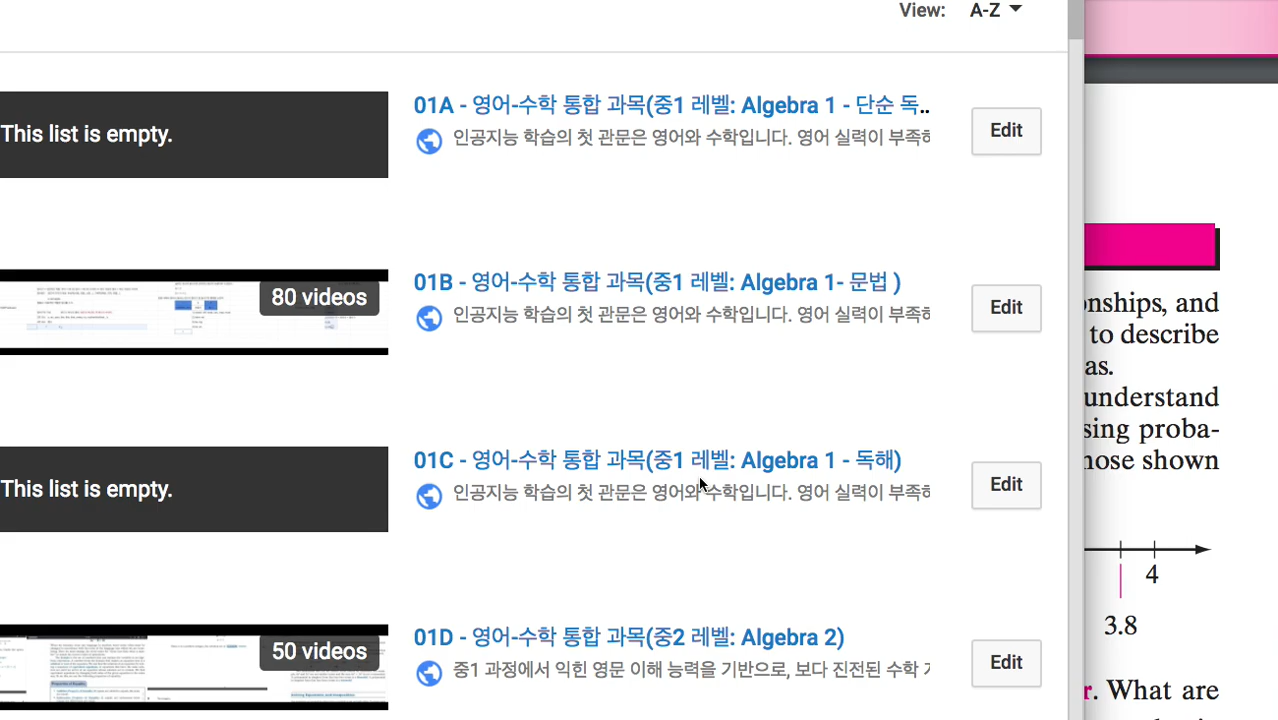 View: A-Z
This list is empty.
01A - 영어-수학 통합 과목(중1 레벨: Algebra 1 - 단순 독..
인공지능 학습의 첫 관문은 영어와 수학입니다. 영어 실력이 부족
Edit
80 videos
01B - 영어-수학 통합 과목(중1 레벨: Algebra 1- 문법 )
인공지능 학습의 첫 관문은 영어와 수학입니다. 영어 실력이 부족
Edit
This list is empty.
01C - 영어-수학 통합 과목(중1 레벨: Algebra 1 - 독해)
인공지능 학습의 첫 관문은 영어와 수학입니다. 영어 실력이 부족
Edit
50 videos
01D - 영어-수학 통합 과목(중2 레벨: Algebra 2)
중1 과정에서 익힌 영문 이해 능력을 기반으로, 보다 전전된 수학
Edit
onships, and
to describe
as.
understand
sing proba-
nose shown
4
3.8
r. What are